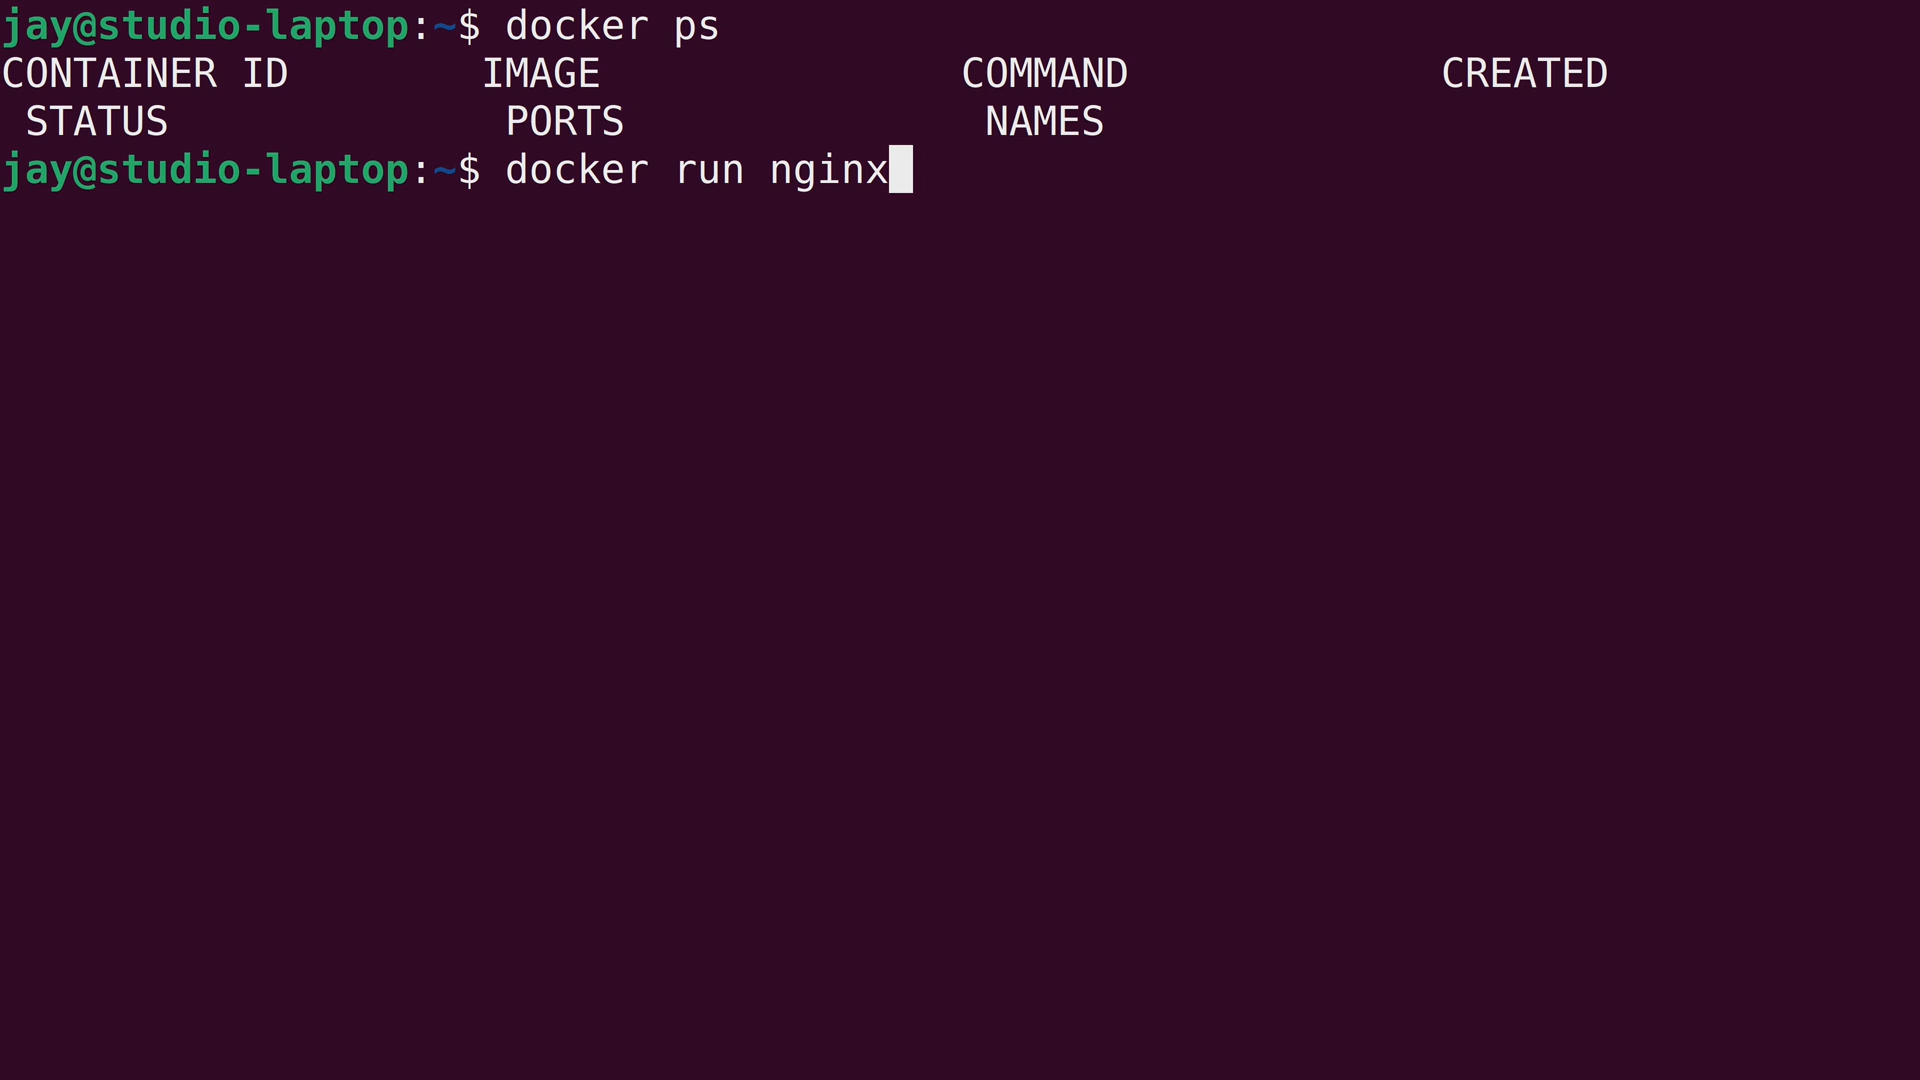 jay@studio-laptop:~$ docker ps
CONTAINER ID        IMAGE               COMMAND             CREATED
 STATUS              PORTS               NAMES
jay@studio-laptop:~$ docker run nginx